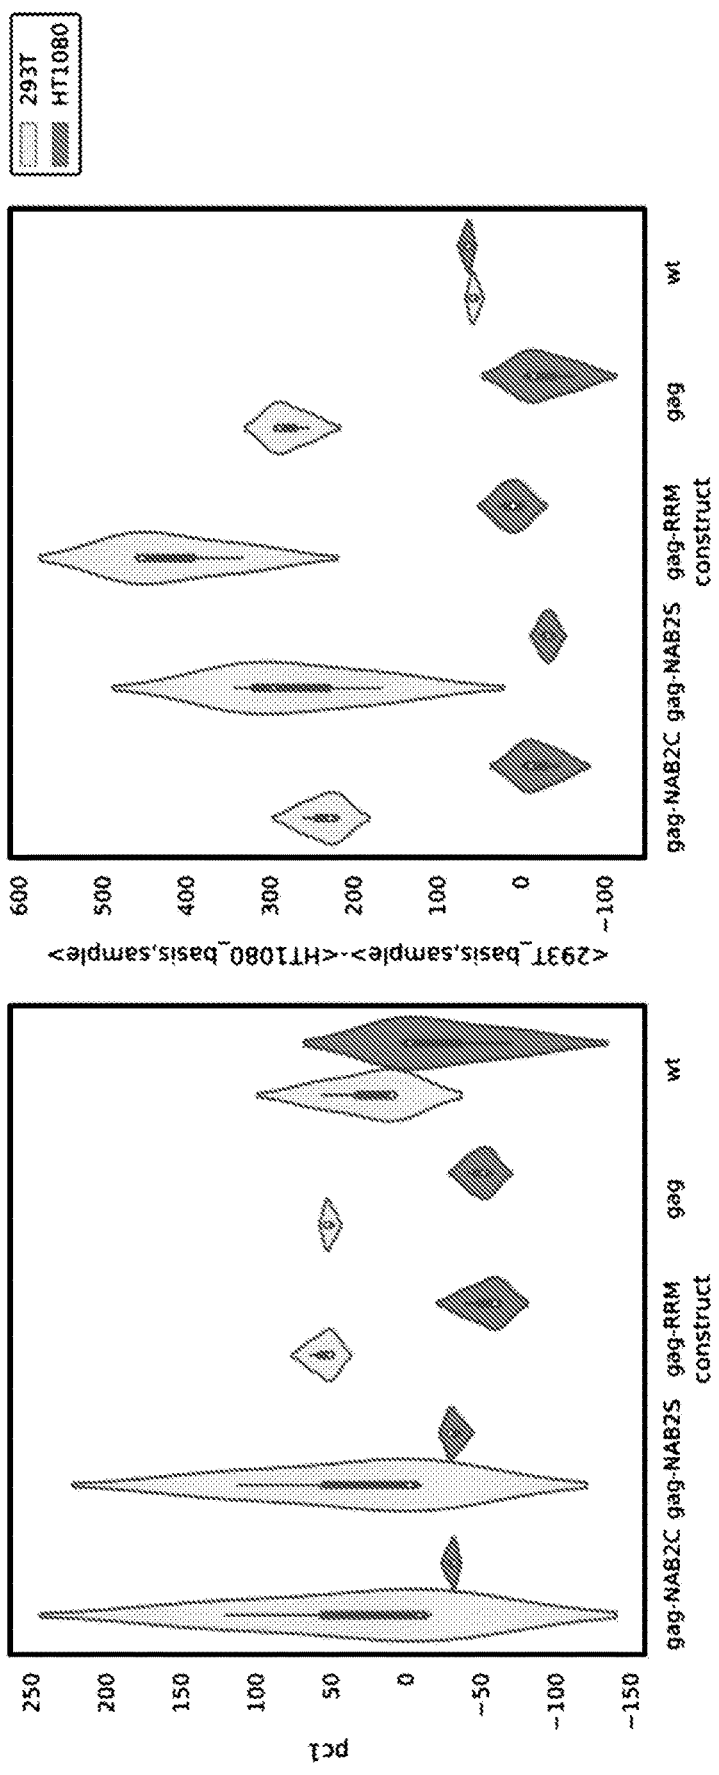 293T
HT1080
pc1
250
200
150
100
50
0
-50
-100
-150
gag-NAB2C gag-NAB2S gag-RRM gag wt
construct
<293T_basis,sample>-<HT1080_basis,sample>
600
500
400
300
200
100
0
-100
gag-NAB2C gag-NAB2S gag-RRM gag wt
construct